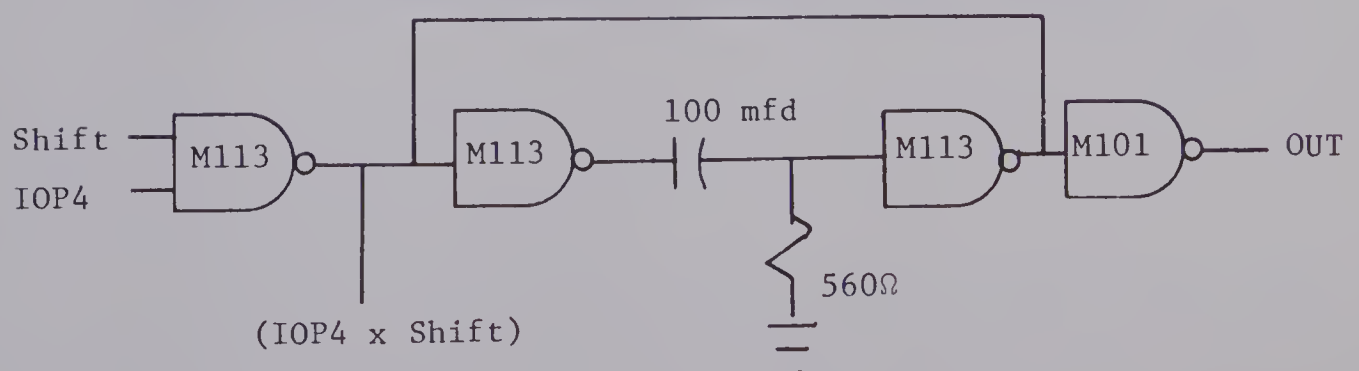 100 mfd
Shift
M113
M113
M113
M101
OUT
IOP4
560Ω
(IOP4 x Shift)